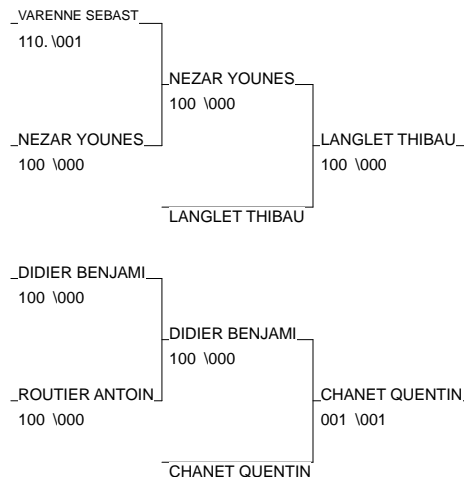 VARENNE SEBAST
110. \001
NEZAR YOUNES
100 \000
NEZAR YOUNES
100 \000
LANGLET THIBAU
100 \000
LANGLET THIBAU
DIDIER BENJAMI
100 \000
DIDIER BENJAMI
100 \000
ROUTIER ANTOIN
100 \000
CHANET QUENTIN
001 \001
CHANET QUENTIN